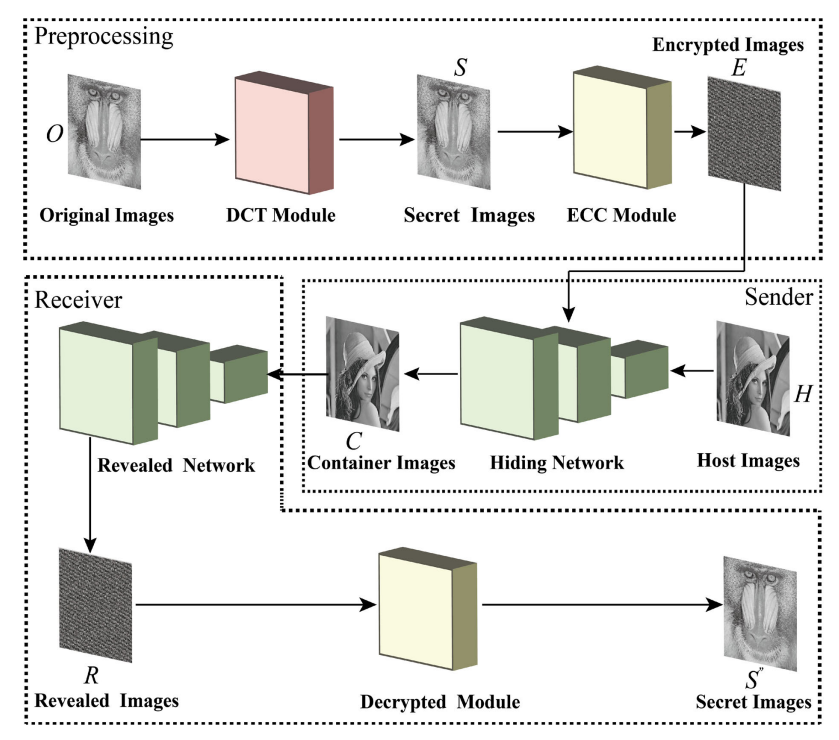 Preprocessing
Encrypted Images
S
E
O
Original Images
DCT Module
Secret Images
ECC Module
Receiver
Sender
H
C
Revealed Network
Container Images
Hiding Network
Host Images
R
S″
Revealed Images
Decrypted Module
Secret Images